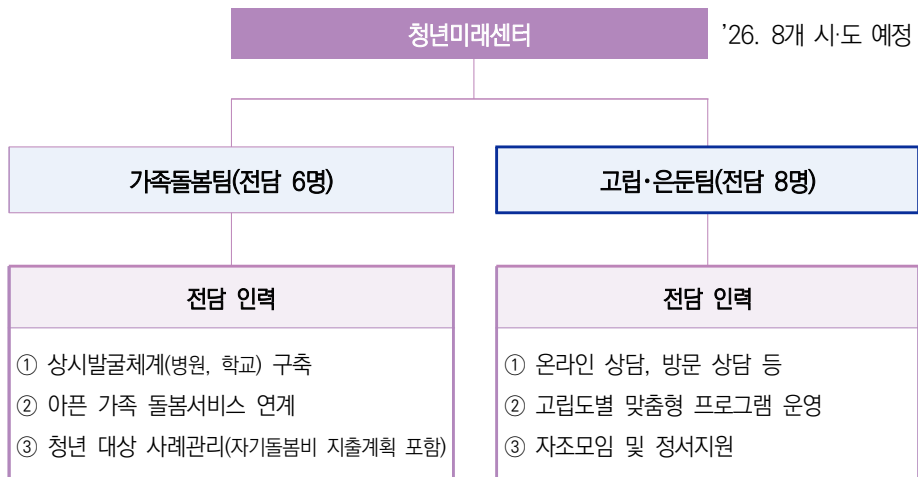 청년미래센터
’26. 8개 시·도 예정
가족돌봄팀(전담 6명)
고립·은둔팀(전담 8명)
전담 인력
① 상시발굴체계(병원, 학교) 구축
② 아픈 가족 돌봄서비스 연계
③ 청년 대상 사례관리(자기돌봄비 지출계획 포함)
전담 인력
① 온라인 상담, 방문 상담 등
② 고립도별 맞춤형 프로그램 운영
③ 자조모임 및 정서지원